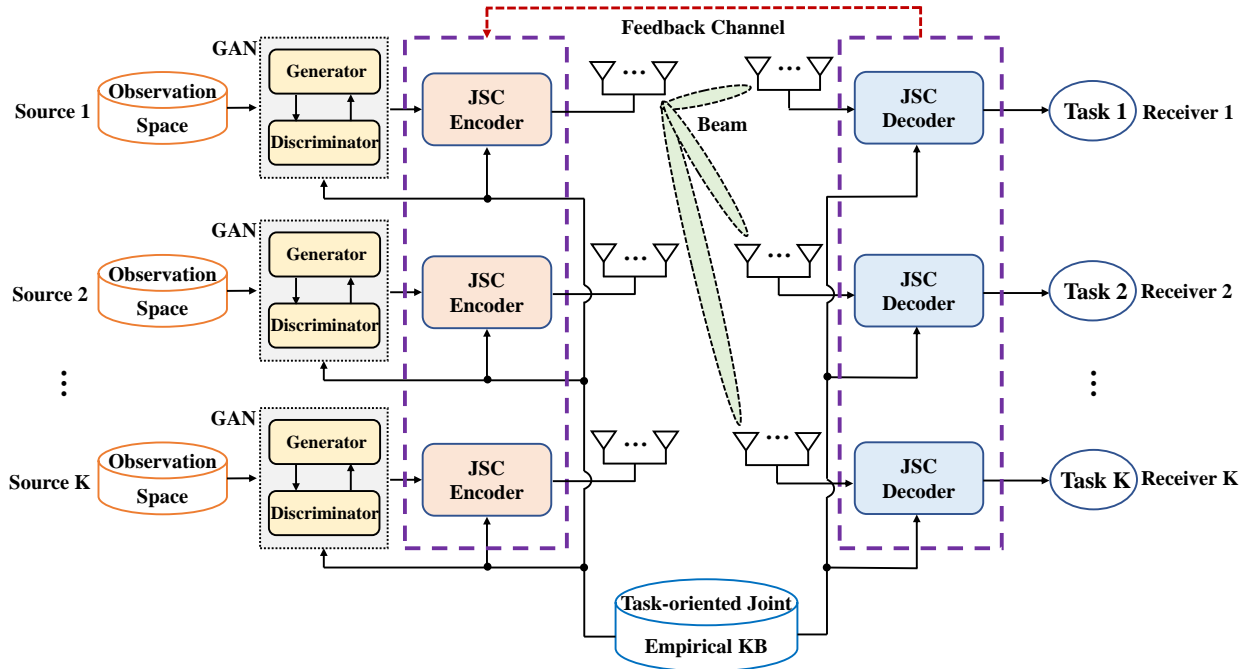 Feedback Channel
GAN
Generator
Discriminator
Source 1
Observation
Space
JSC
Encoder
...
...
Beam
JSC
Decoder
Task 1
Receiver 1
GAN
Generator
Discriminator
Source 2
Observation
Space
JSC
Encoder
...
...
JSC
Decoder
Task 2
Receiver 2
...
...
GAN
Generator
Discriminator
Source K
Observation
Space
JSC
Encoder
...
...
JSC
Decoder
Task K
Receiver K
Task-oriented Joint
Empirical KB